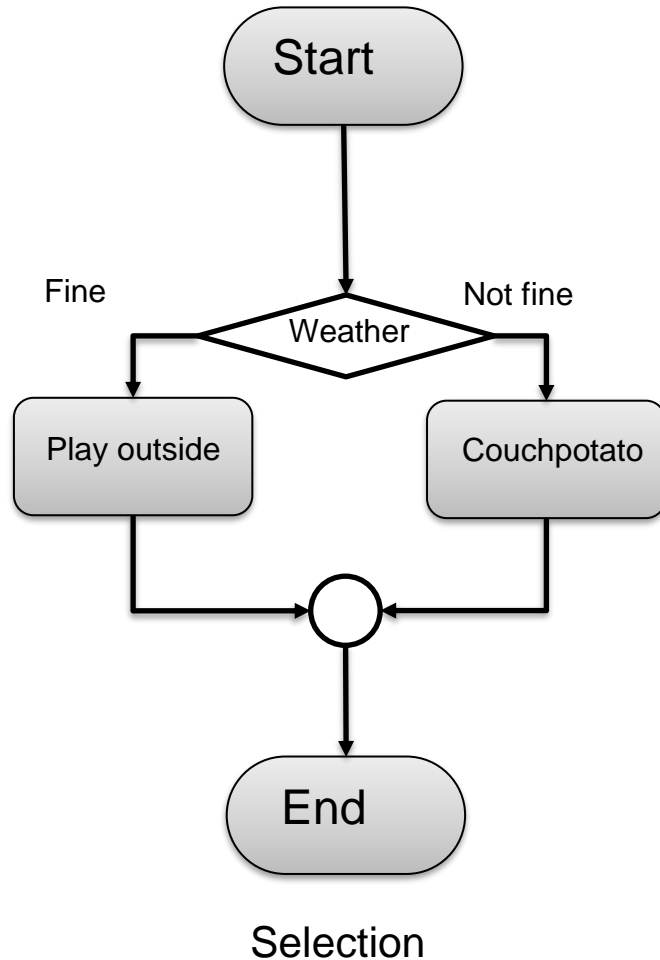 Start
Fine
Not fine
Weather
Play outside
Couchpotato
End
Selection